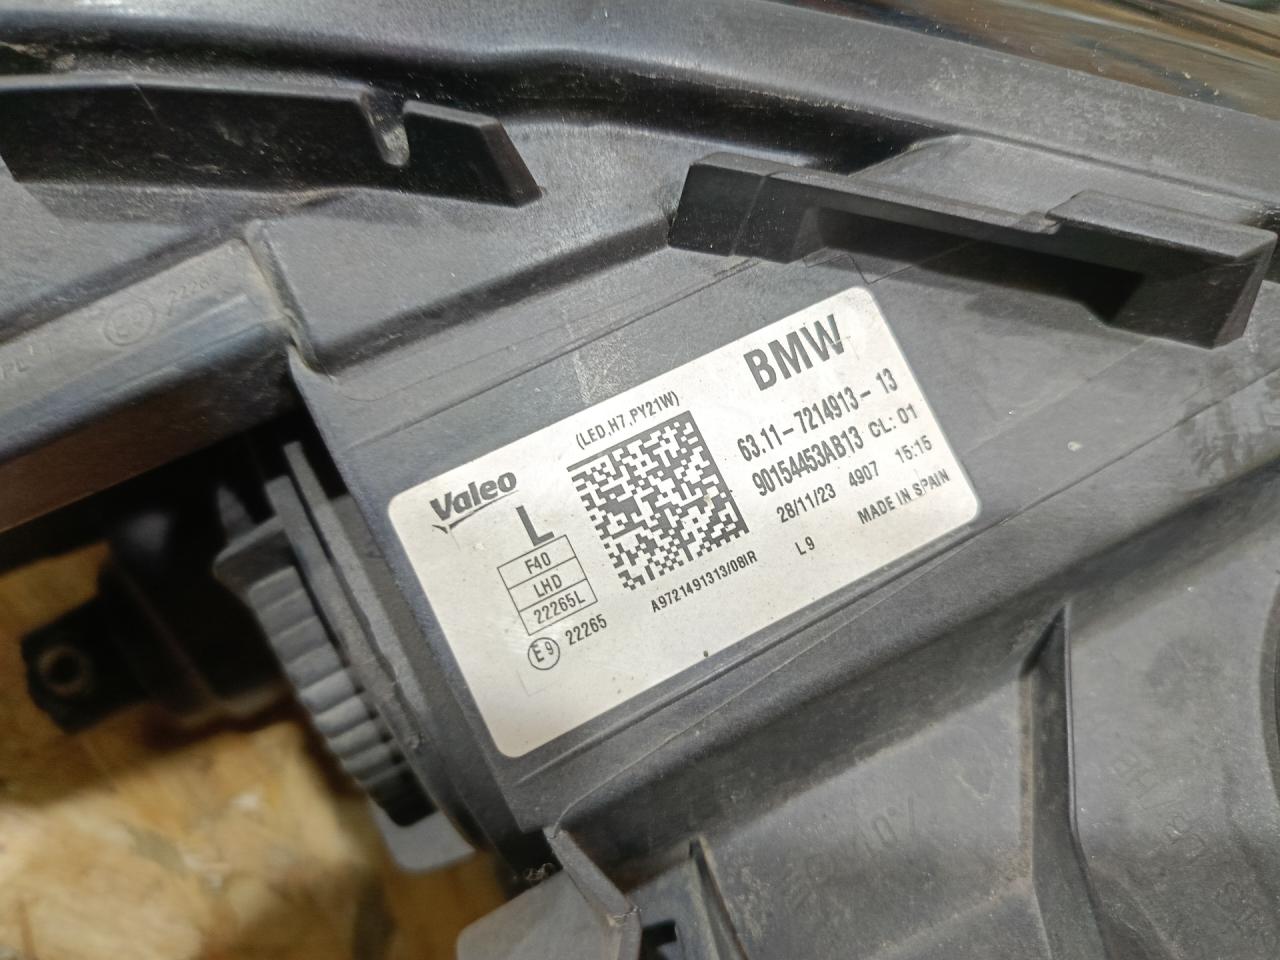 BMW
(LED,H7,PY21W)
63.11-7214913-13
90154453AB13 CL: 01
28/11/23 4907 15:15
MADE IN SPAIN
Valeo
L
F40
LHD
22265L
E9 22265
A9721491313/08IR
L9